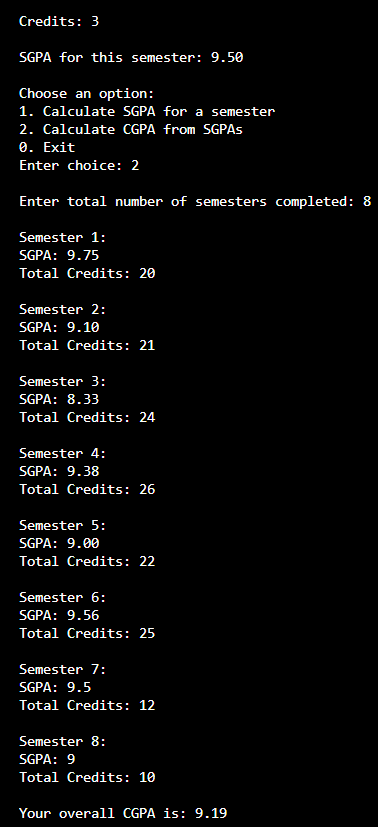 Credits: 3
SGPA for this semester: 9.50
Choose an option:
1. Calculate SGPA for a semester
2. Calculate CGPA from SGPAs
0. Exit
Enter choice: 2
Enter total number of semesters completed: 8
Semester 1:
SGPA: 9.75
Total Credits: 20
Semester 2:
SGPA: 9.10
Total Credits: 21
Semester 3:
SGPA: 8.33
Total Credits: 24
Semester 4:
SGPA: 9.38
Total Credits: 26
Semester 5:
SGPA: 9.00
Total Credits: 22
Semester 6:
SGPA: 9.56
Total Credits: 25
Semester 7:
SGPA: 9.5
Total Credits: 12
Semester 8:
SGPA: 9
Total Credits: 10
Your overall CGPA is: 9.19